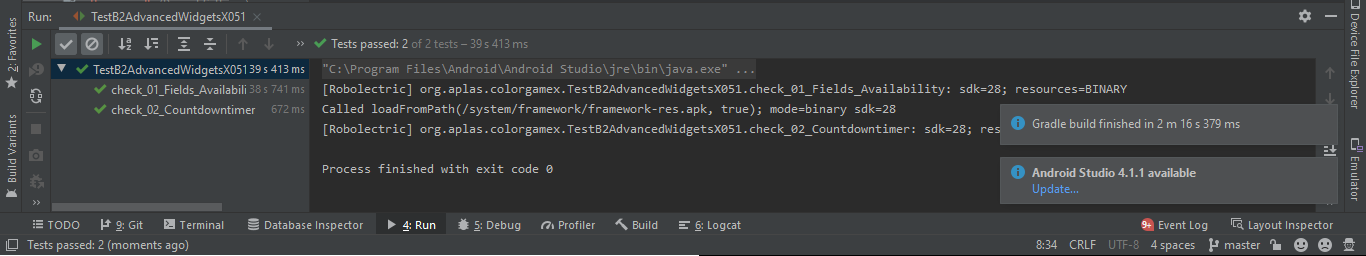 Run: TestB2AdvancedWidgetsX051
Tests passed: 2 of 2 tests – 39 s 413 ms
TestB2AdvancedWidgetsX051 39 s 413 ms
check_01_Fields_Availabili 38 s 741 ms
check_02_Countdowntimer 672 ms
"C:\Program Files\Android\Android Studio\jre\bin\java.exe" ...
[Robolectric] org.aplas.colorgamex.TestB2AdvancedWidgetsX051.check_01_Fields_Availability: sdk=28; resources=BINARY
Called loadFromPath(/system/framework/framework-res.apk, true); mode=binary sdk=28
[Robolectric] org.aplas.colorgamex.TestB2AdvancedWidgetsX051.check_02_Countdowntimer: sdk=28; res
Process finished with exit code 0
Gradle build finished in 2 m 16 s 379 ms
Android Studio 4.1.1 available
Update...
2: Favorites
Build Variants
Device File Explorer
Emulator
TODO 9: Git Terminal Database Inspector 4: Run 5: Debug Profiler Build 6: Logcat 9+ Event Log Layout Inspector
Tests passed: 2 (moments ago) 8:34 CRLF UTF-8 4 spaces master